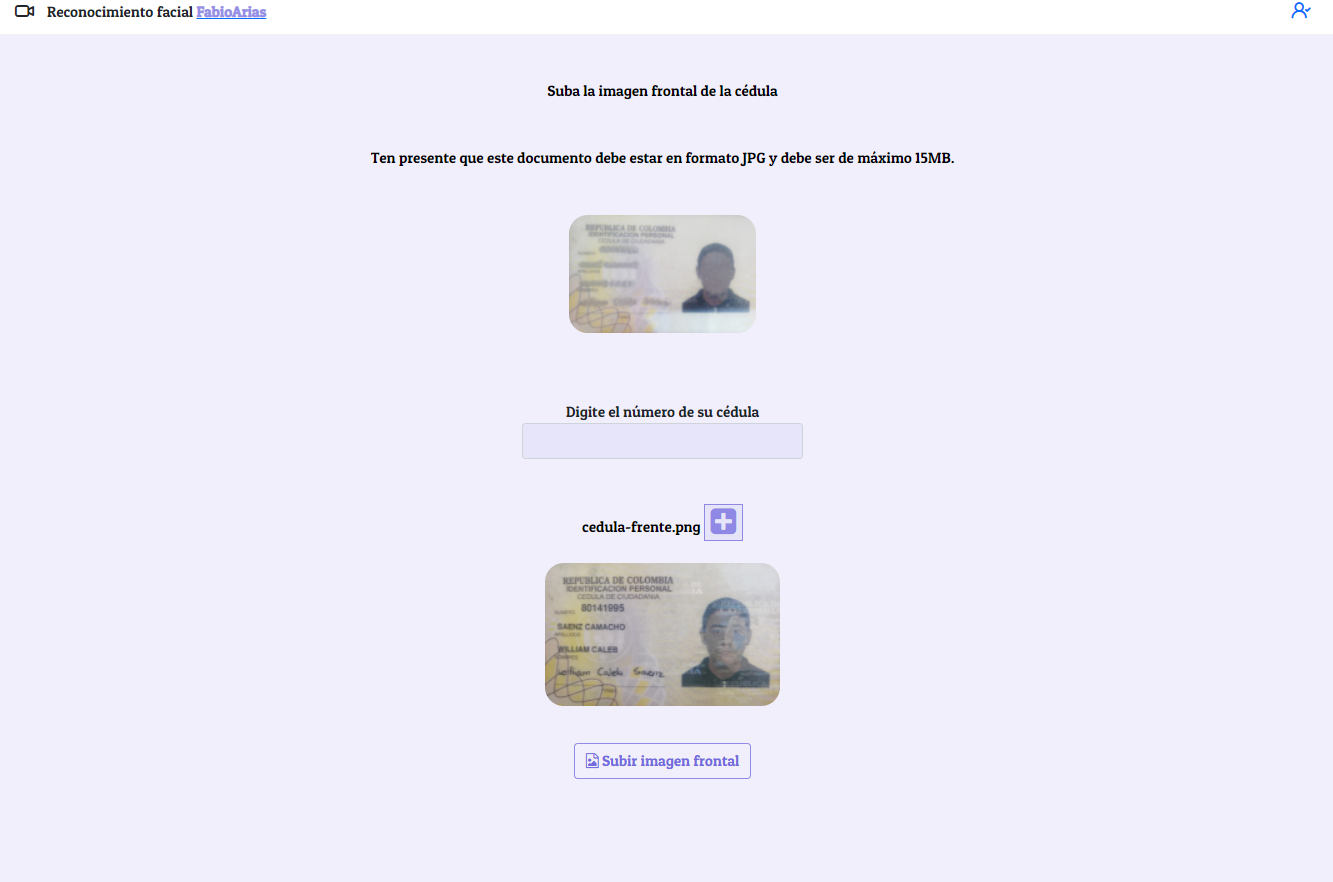 Reconocimiento facial FabioArias
Suba la imagen frontal de la cédula
Ten presente que este documento debe estar en formato JPG y debe ser de máximo 15MB.
REPUBLICA DE COLOMBIA
IDENTIFICACION PERSONAL
CEDULA DE CIUDADANIA
Digite el número de su cédula
cedula-frente.png
REPUBLICA DE COLOMBIA
IDENTIFICACION PERSONAL
CEDULA DE CIUDADANIA
NUMERO 80141995
SAENZ CAMACHO
APELLIDOS
WILLIAM CALEB
NOMBRES
William Caleb Saenz
Subir imagen frontal